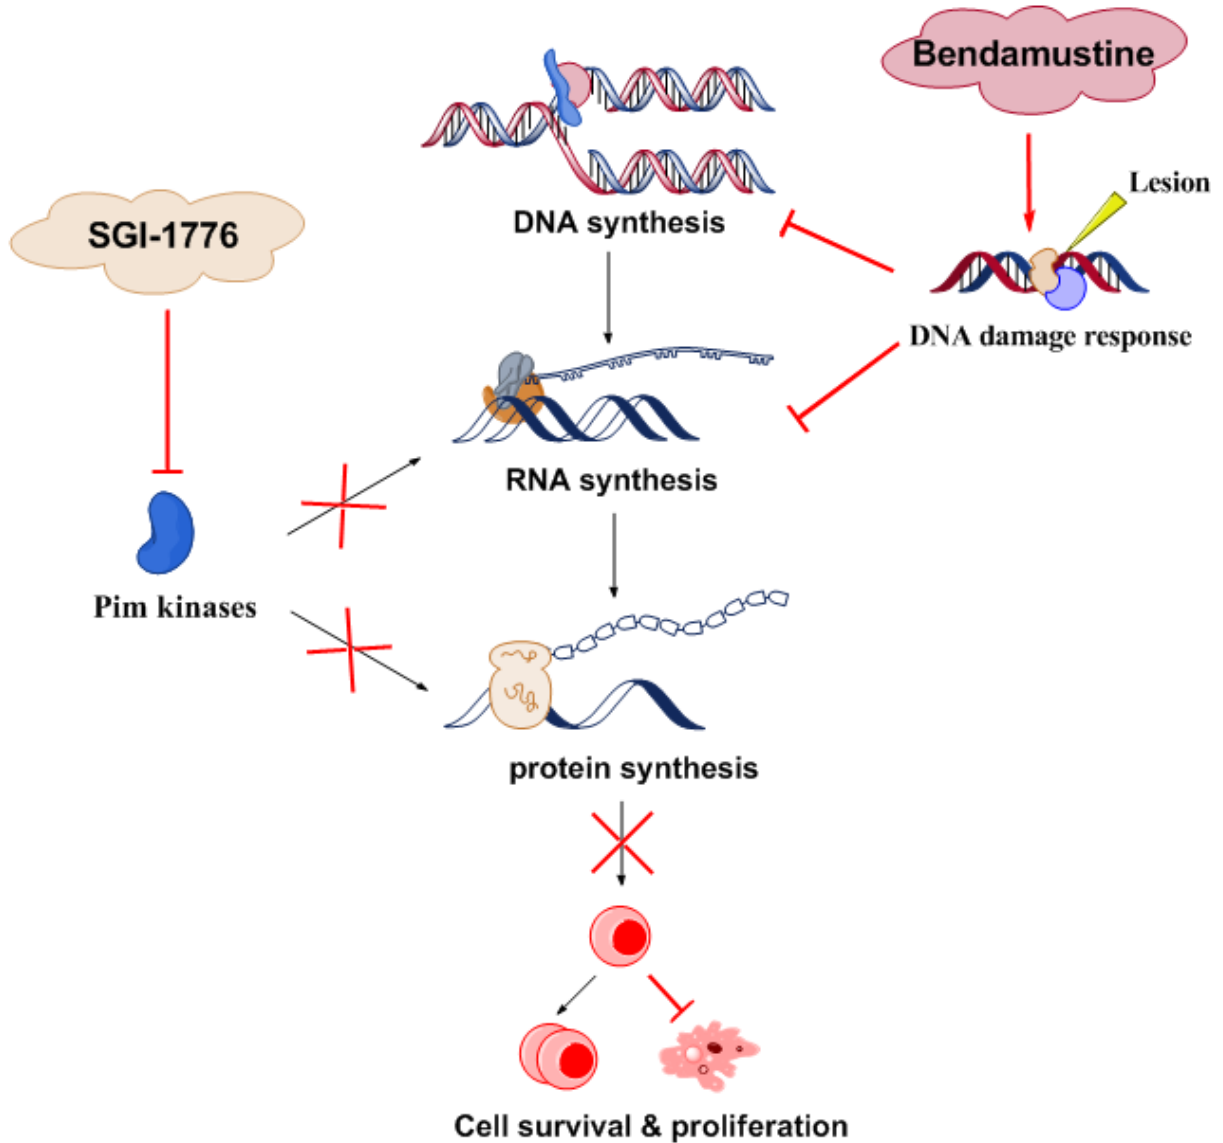 Bendamustine
Lesion
SGI-1776
DNA synthesis
DNA damage response
RNA synthesis
Pim kinases
protein synthesis
Cell survival & proliferation